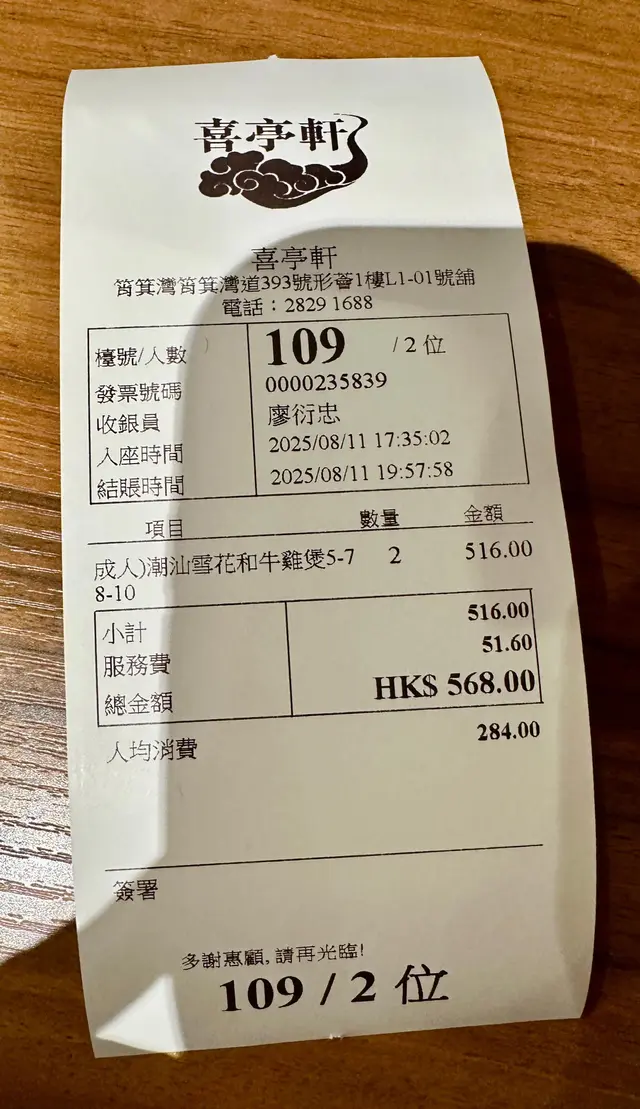 喜亭軒
喜亭軒
筲箕灣筲箕灣道393號形薈1樓L1-01號舖
電話：2829 1688
檯號/人數 109 / 2 位
發票號碼 0000235839
收銀員 廖衍忠
入座時間 2025/08/11 17:35:02
結賬時間 2025/08/11 19:57:58
項目 數量 金額
成人)潮汕雪花和牛雞煲5-7 2 516.00
8-10
小計 516.00
服務費 51.60
總金額 HK$ 568.00
人均消費 284.00
簽署
多謝惠顧, 請再光臨!
109 / 2 位